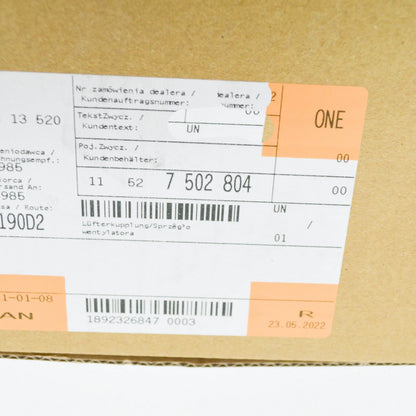 Nr zamówienia dealera / dealera / 2
Kundenauftragsnummer: nummer: 00
ONE
13 520
TekstZwycz. /
Kundentext: UN
Poj.Zwycz. /
Kundenbehälter: 00
985
11 52 7 502 804 00
985
/ Route:
190D2
UN /
01
Lüfterkupplung/Sprzęgło
wentylatora
1-01-08
AN
1892326847 0003
R
23.05.2022